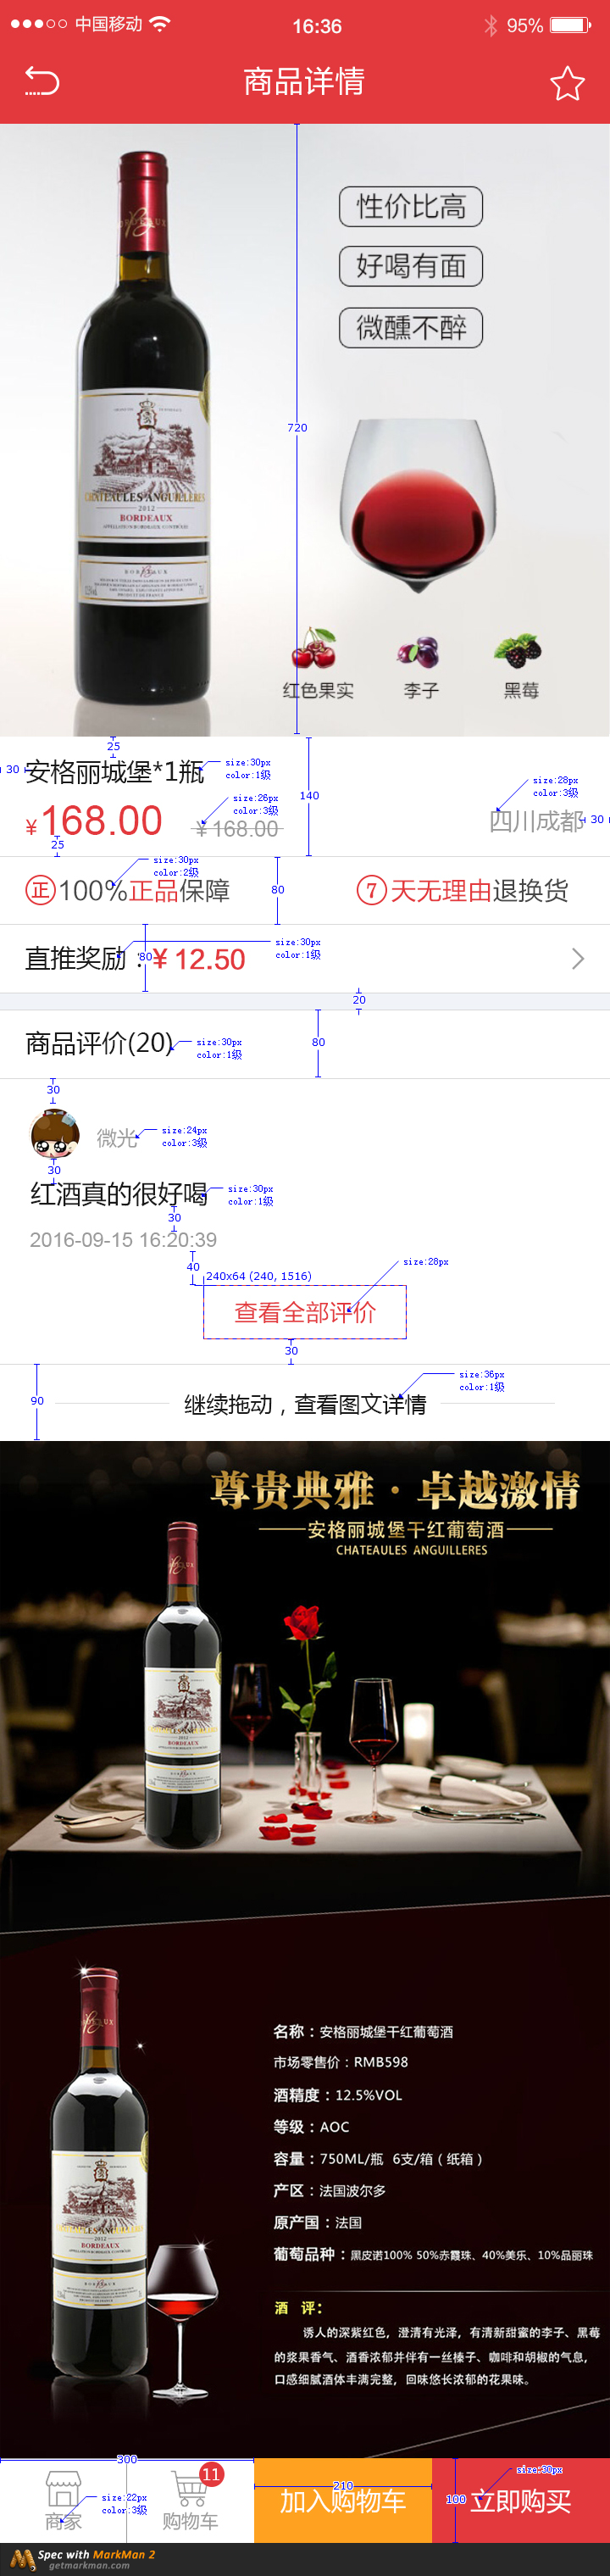 中国移动 16:36 95%
商品详情
性价比高
好喝有面
微醺不醉
720
CHATEAULES ANGUILLERES
2012
BORDEAUX
红色果实 李子 黑莓
25
30
安格丽城堡*1瓶
size:30px
color:1级
140
size:28px
color:3级
¥168.00
size:26px
color:3级
¥168.00
四川成都
30
25
size:30px
color:2级
正 100%正品保障
80
7 天无理由退换货
直推奖励：¥12.50
80
size:30px
color:1级
20
商品评价(20)
size:30px
color:1级
80
30
微光
size:24px
color:3级
30
红酒真的很好喝
size:30px
color:1级
30
2016-09-15 16:20:39
40
240x64 (240, 1516)
size:28px
查看全部评价
30
90
继续拖动，查看图文详情
size:36px
color:1级
尊贵典雅·卓越激情
安格丽城堡干红葡萄酒
CHATEAULES ANGUILLERES
BORDEAUX
名称：安格丽城堡干红葡萄酒
市场零售价：RMB598
酒精度：12.5%VOL
等级：AOC
容量：750ML/瓶 6支/箱（纸箱）
产区：法国波尔多
原产国：法国
葡萄品种：黑皮诺100% 50%赤霞珠、40%美乐、10%品丽珠
2012
BORDEAUX
酒 评：
诱人的深紫红色，澄清有光泽，有清新甜蜜的李子、黑莓
的浆果香气、酒香浓郁并伴有一丝榛子、咖啡和胡椒的气息，
口感细腻酒体丰满完整，回味悠长浓郁的花果味。
300
商家
size:22px
color:3级
11
购物车
210
加入购物车
100
size:30px
立即购买
Spec with MarkMan 2
getmarkman.com